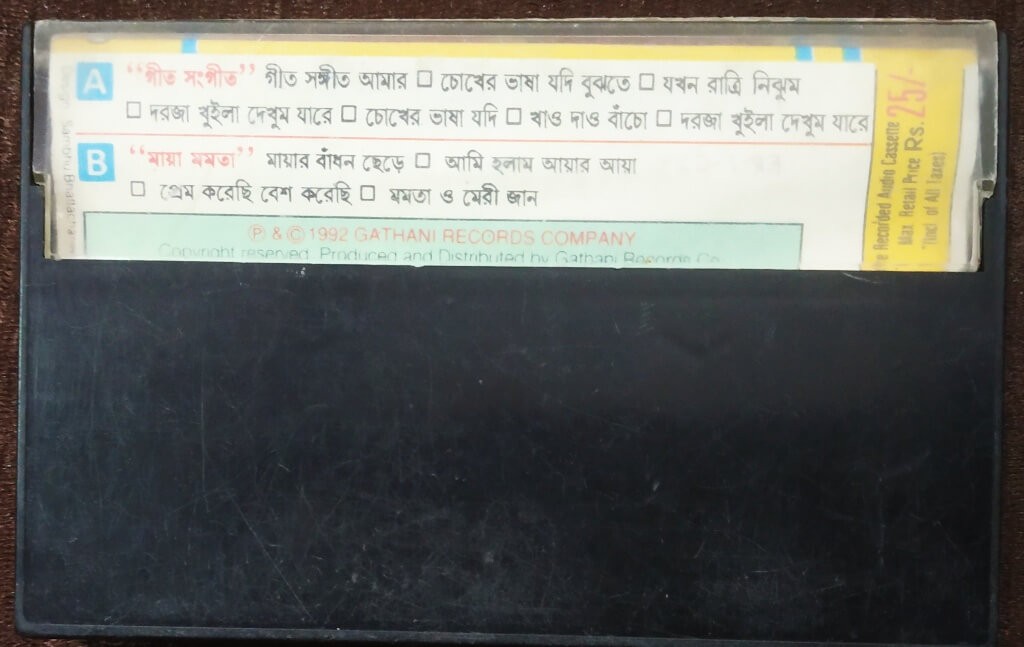 A "গীত সংগীত" গীত সঙ্গীত আমার □ চোখের ভাষা যদি বুঝতে □ যখন রাত্রি নিঝুম
□ দরজা খুইলা দেখুম যারে □ চোখের ভাষা যদি □ খাও দাও বাঁচো □ দরজা খুইলা দেখুম যারে
B "মায়া মমতা" মায়ার বাঁধন ছেড়ে □ আমি হলাম আয়ার আয়া
□ প্রেম করেছি বেশ করেছি □ মমতা ও মেরী জান
Ⓟ & © 1992 GATHANI RECORDS COMPANY
Copyright reserved. Produced and Distributed by Gathani Records Co
Recorded Audio Cassette
Max Retail Price Rs. 25/-
(Incl of All Taxes)